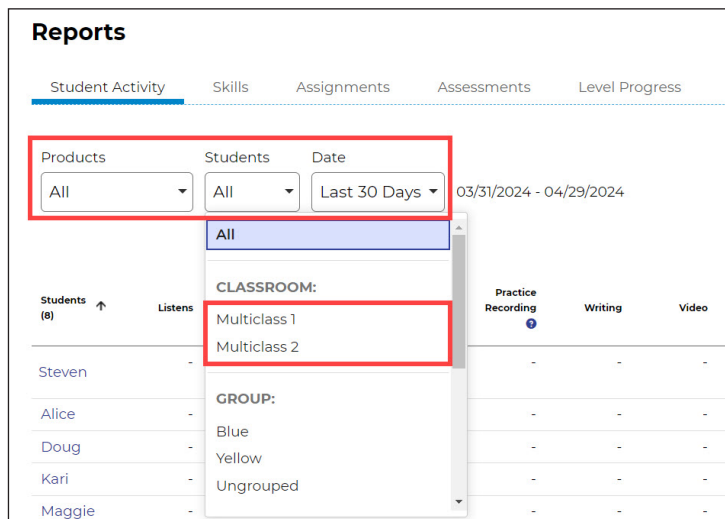 Reports
Student Activity Skills Assignments Assessments Level Progress
Products Students Date
All All Last 30 Days 03/31/2024 - 04/29/2024
All
CLASSROOM:
Multiclass 1
Multiclass 2
GROUP:
Blue
Yellow
Ungrouped
Students
(8)
Listens
Practice
Recording
?
Writing
Video
Steven - - - -
Alice - - - -
Doug - - - -
Kari - - - -
Maggie - - - -